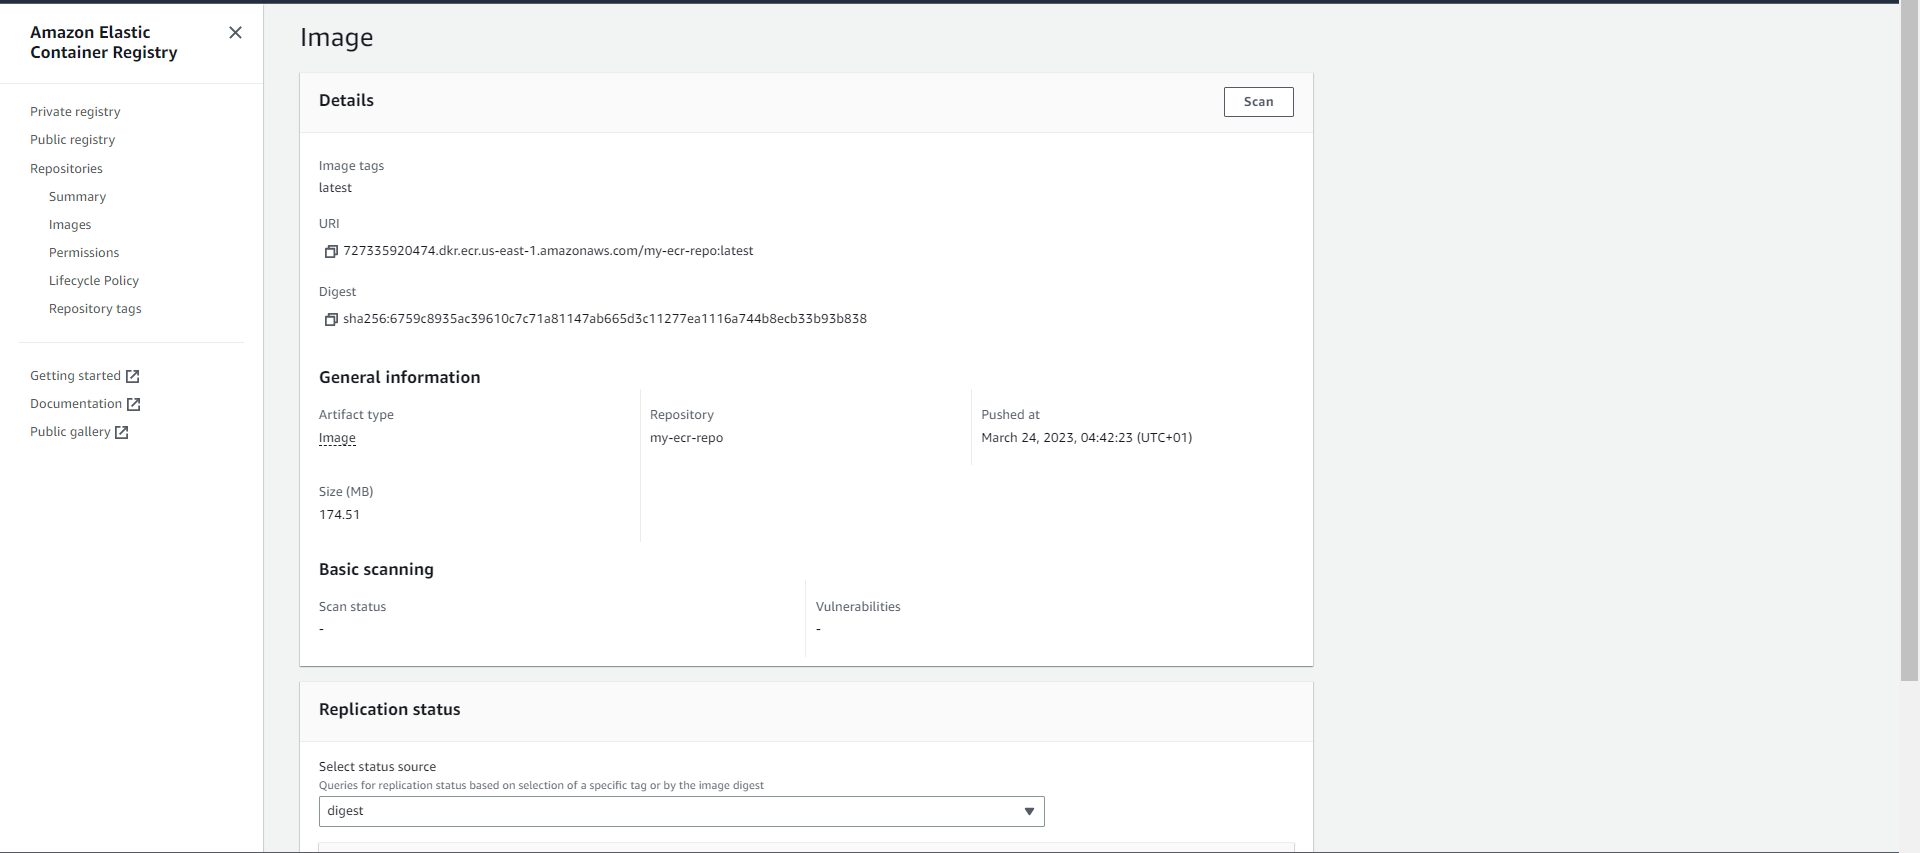 Amazon Elastic
Container Registry
Private registry
Public registry
Repositories
Summary
Images
Permissions
Lifecycle Policy
Repository tags
Getting started
Documentation
Public gallery
Image
Details
Scan
Image tags
latest
URI
727335920474.dkr.ecr.us-east-1.amazonaws.com/my-ecr-repo:latest
Digest
sha256:6759c8935ac39610c7c71a81147ab665d3c11277ea1116a744b8ecb33b93b838
General information
Artifact type
Image
Repository
my-ecr-repo
Pushed at
March 24, 2023, 04:42:23 (UTC+01)
Size (MB)
174.51
Basic scanning
Scan status
-
Vulnerabilities
-
Replication status
Select status source
Queries for replication status based on selection of a specific tag or by the image digest
digest